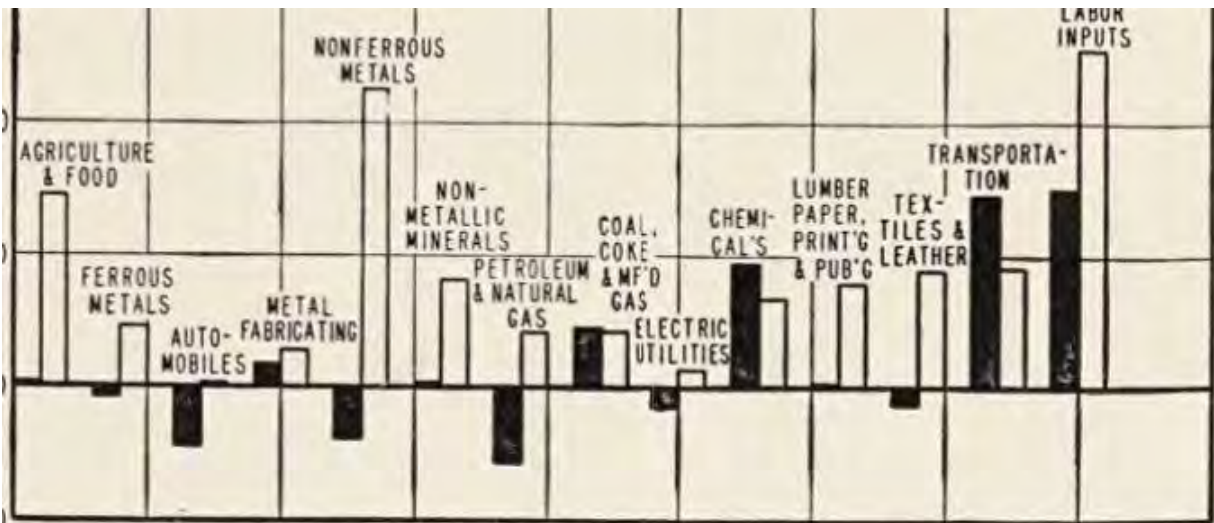 AGRICULTURE
& FOOD
FERROUS
METALS
AUTO-
MOBILES
METAL
FABRICATING
NONFERROUS
METALS
NON-
METALLIC
MINERALS
PETROLEUM
& NATURAL
GAS
COAL,
COKE
& MF'D
GAS
ELECTRIC
UTILITIES
CHEMI-
CAL'S
LUMBER
PAPER,
PRINT'G
& PUB'G
TEX-
TILES &
LEATHER
TRANSPORTA-
TION
LABOR
INPUTS